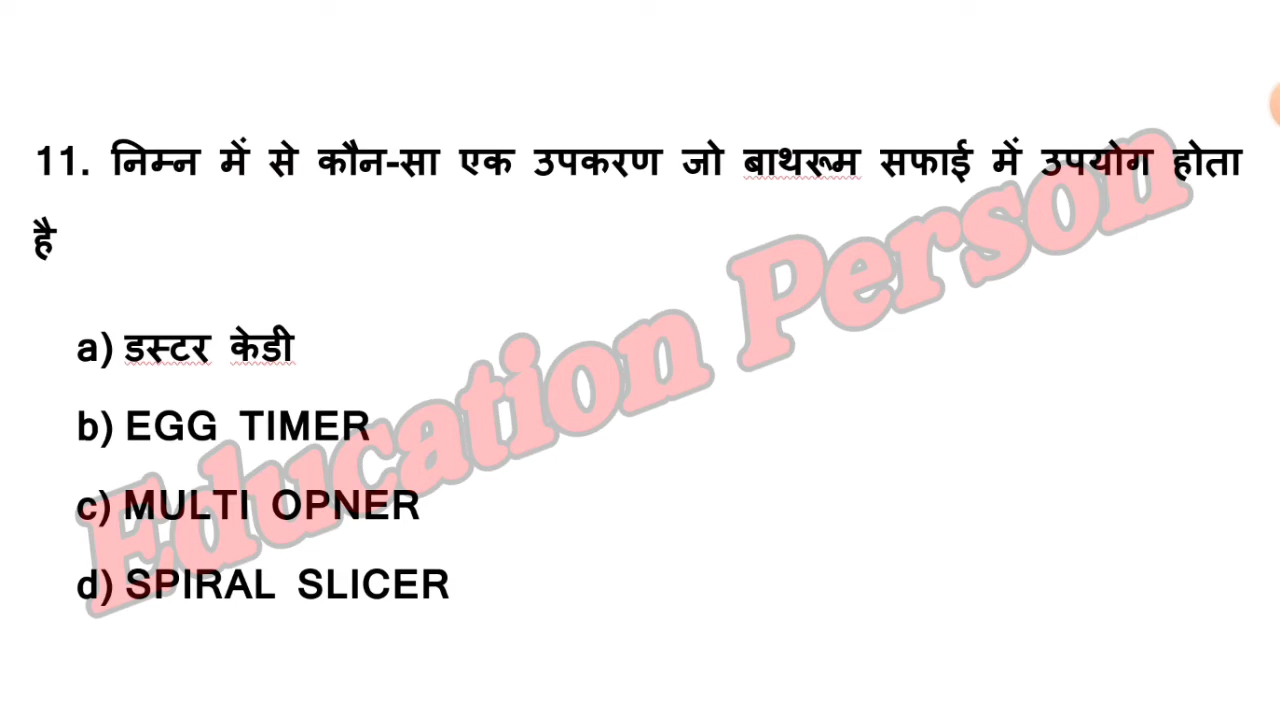 11. निम्न में से कौन-सा एक उपकरण जो बाथरूम सफाई में उपयोग होता
है
a) डस्टर केडी
b) EGG TIMER
c) MULTI OPNER
d) SPIRAL SLICER
Education Person